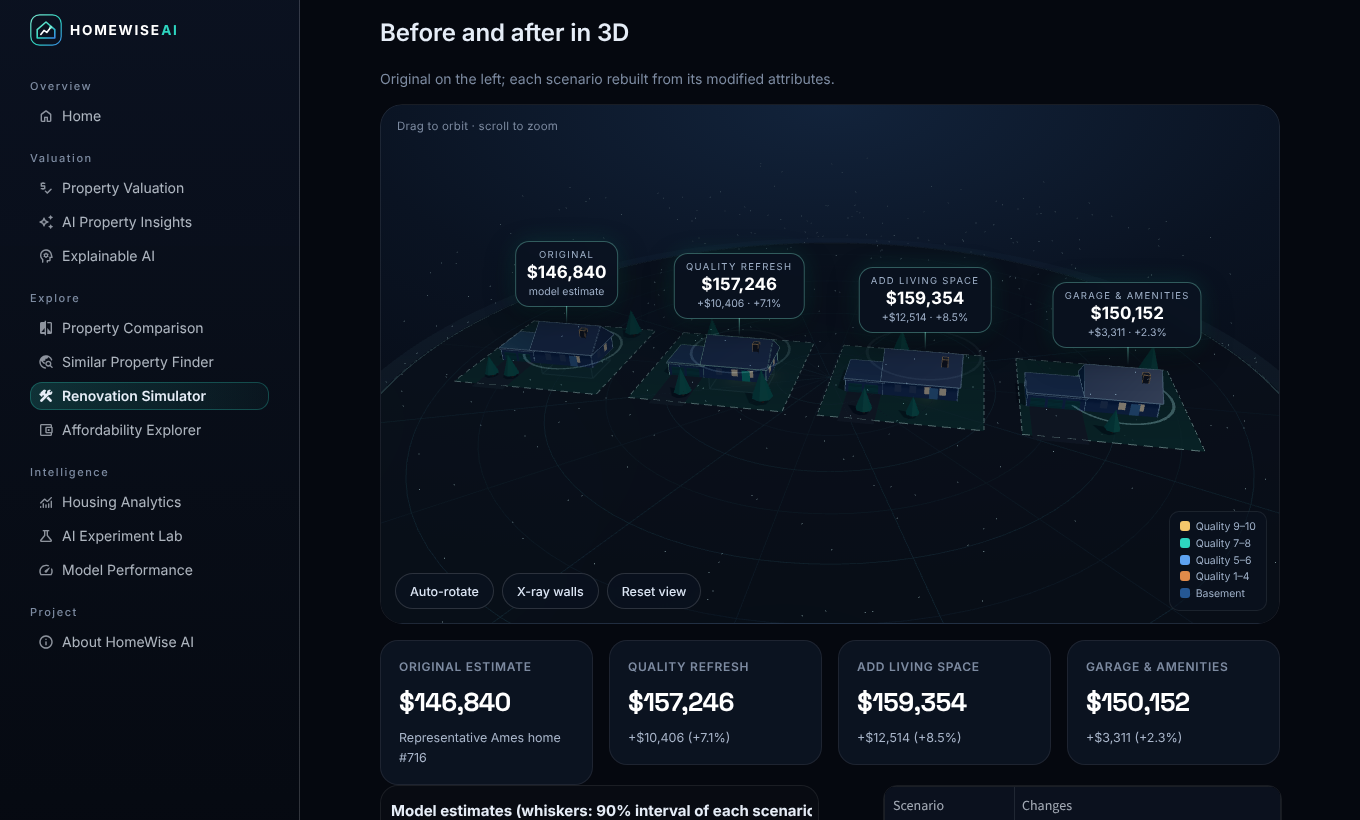 HOMEWISEAI
Overview
Home
Valuation
Property Valuation
AI Property Insights
Explainable AI
Explore
Property Comparison
Similar Property Finder
Renovation Simulator
Affordability Explorer
Intelligence
Housing Analytics
AI Experiment Lab
Model Performance
Project
About HomeWise AI
Before and after in 3D
Original on the left; each scenario rebuilt from its modified attributes.
Drag to orbit · scroll to zoom
ORIGINAL
$146,840
model estimate
QUALITY REFRESH
$157,246
+$10,406 · +7.1%
ADD LIVING SPACE
$159,354
+$12,514 · +8.5%
GARAGE & AMENITIES
$150,152
+$3,311 · +2.3%
Quality 9–10
Quality 7–8
Quality 5–6
Quality 1–4
Basement
Auto-rotate
X-ray walls
Reset view
ORIGINAL ESTIMATE
$146,840
Representative Ames home
#716
QUALITY REFRESH
$157,246
+$10,406 (+7.1%)
ADD LIVING SPACE
$159,354
+$12,514 (+8.5%)
GARAGE & AMENITIES
$150,152
+$3,311 (+2.3%)
Model estimates (whiskers: 90% interval of each scenaric
Scenario
Changes